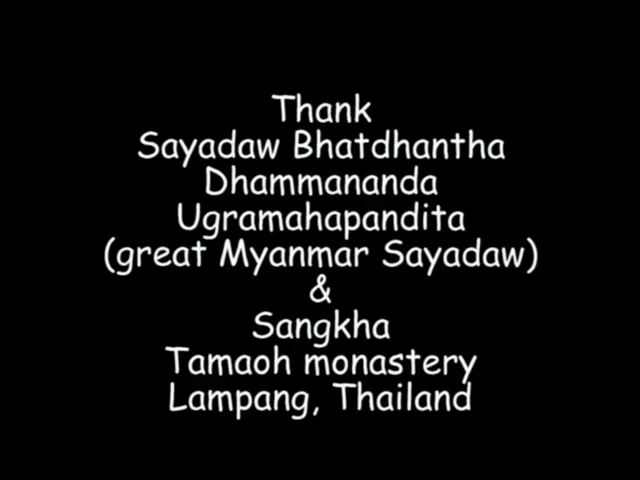 Thank
Sayadaw Bhatdhantha
Dhammananda
Ugramahapandita
(great Myanmar Sayadaw)
&
Sangkha
Tamaoh monastery
Lampang, Thailand